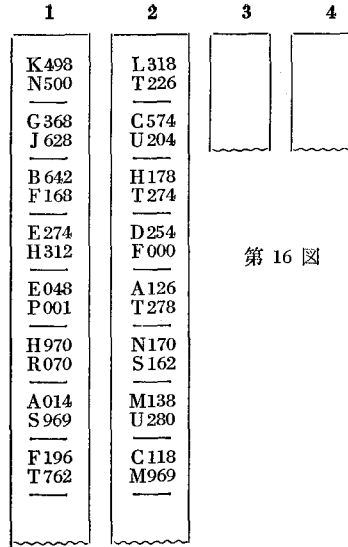 1 2 3 4
K498
N500
G368
J628
B642
F168
E274
H312
E048
P001
H970
R070
A014
S969
F196
T762
L318
T226
C574
U204
H178
T274
D254
F000
A126
T278
N170
S162
M138
U280
C118
M969
第 16 図